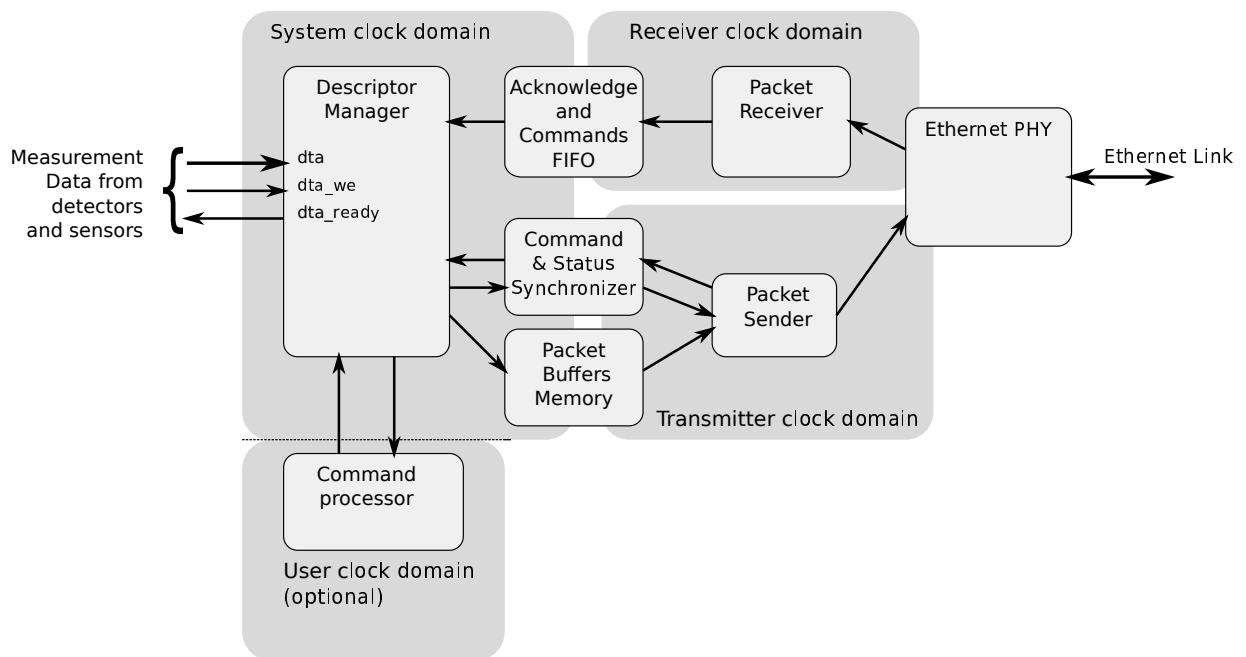 System clock domain
Receiver clock domain
Descriptor
Manager
Acknowledge
and
Commands
FIFO
Packet
Receiver
Ethernet PHY
Ethernet Link
Measurement
Data from
detectors
and sensors
dta
dta_we
dta_ready
Command
& Status
Synchronizer
Packet
Sender
Packet
Buffers
Memory
Transmitter clock domain
Command
processor
User clock domain
(optional)